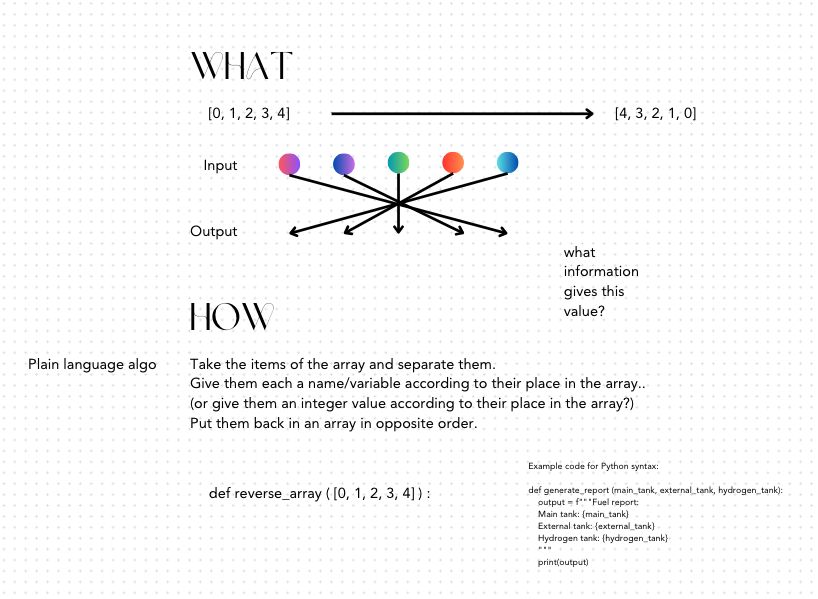 WHAT
[0, 1, 2, 3, 4]
[4, 3, 2, 1, 0]
Input
Output
what
information
gives this
value?
HOW
Plain language algo
Take the items of the array and separate them.
Give them each a name/variable according to their place in the array..
(or give them an integer value according to their place in the array?)
Put them back in an array in opposite order.
def reverse_array ( [0, 1, 2, 3, 4] ) :
Example code for Python syntax:
def generate_report (main_tank, external_tank, hydrogen_tank):
output = f"""Fuel report:
Main tank: {main_tank}
External tank: {external_tank}
Hydrogen tank: {hydrogen_tank}
"""
print(output)